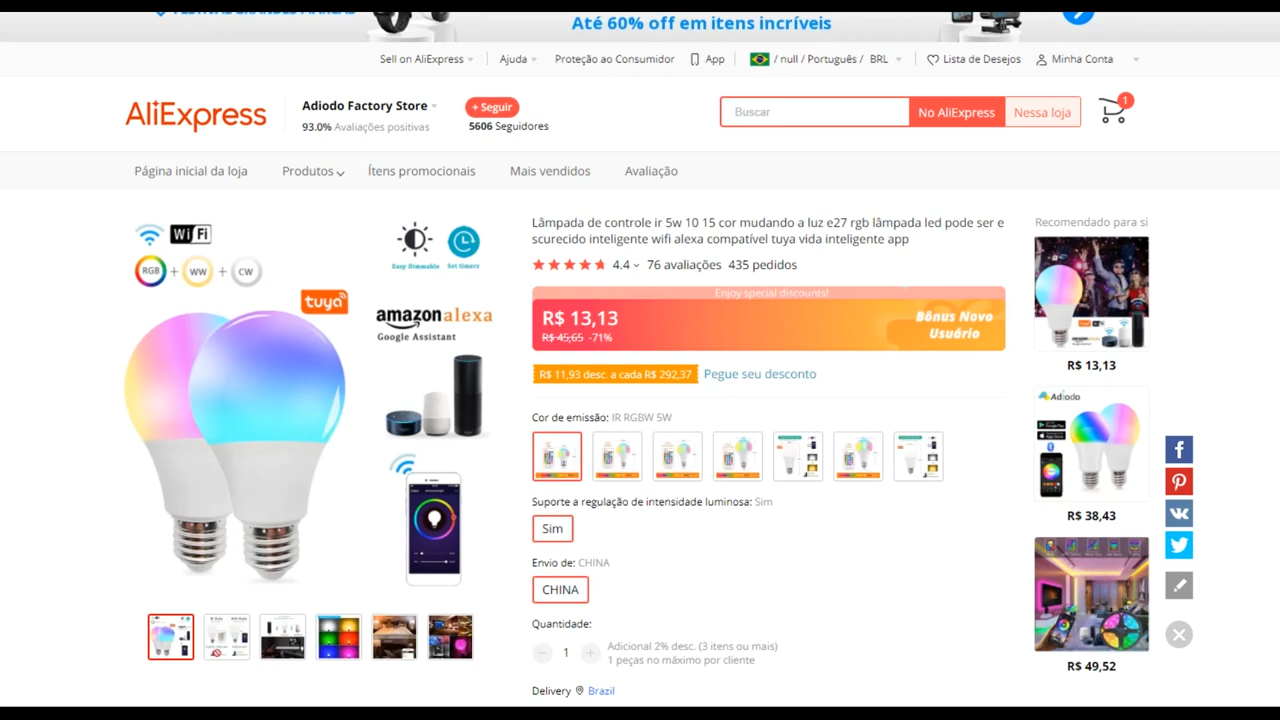 FESTIVAL GRANDES MARCAS
Até 60% off em itens incríveis
Sell on AliExpress
Ajuda
Proteção ao Consumidor
App
/ null / Português / BRL
Lista de Desejos
Minha Conta
AliExpress
Adiodo Factory Store
93.0% Avaliações positivas
+ Seguir
5606 Seguidores
Buscar
No AliExpress
Nessa loja
1
Página inicial da loja
Produtos
Ítens promocionais
Mais vendidos
Avaliação
WiFi
RGB + WW + CW
Easy Dimmable
Set timers
tuya
amazon alexa
Google Assistant
Lâmpada de controle ir 5w 10 15 cor mudando a luz e27 rgb lâmpada led pode ser e
scurecido inteligente wifi alexa compatível tuya vida inteligente app
4.4
76 avaliações
435 pedidos
Enjoy special discounts!
R$ 13,13
R$ 45,65 -71%
Bônus Novo
Usuário
R$ 11,93 desc. a cada R$ 292,37
Pegue seu desconto
Cor de emissão: IR RGBW 5W
Suporte a regulação de intensidade luminosa: Sim
Sim
Envio de: CHINA
CHINA
Quantidade:
1
Adicional 2% desc. (3 itens ou mais)
1 peças no máximo por cliente
Delivery
Brazil
Recomendado para si
R$ 13,13
Adiodo
R$ 38,43
R$ 49,52